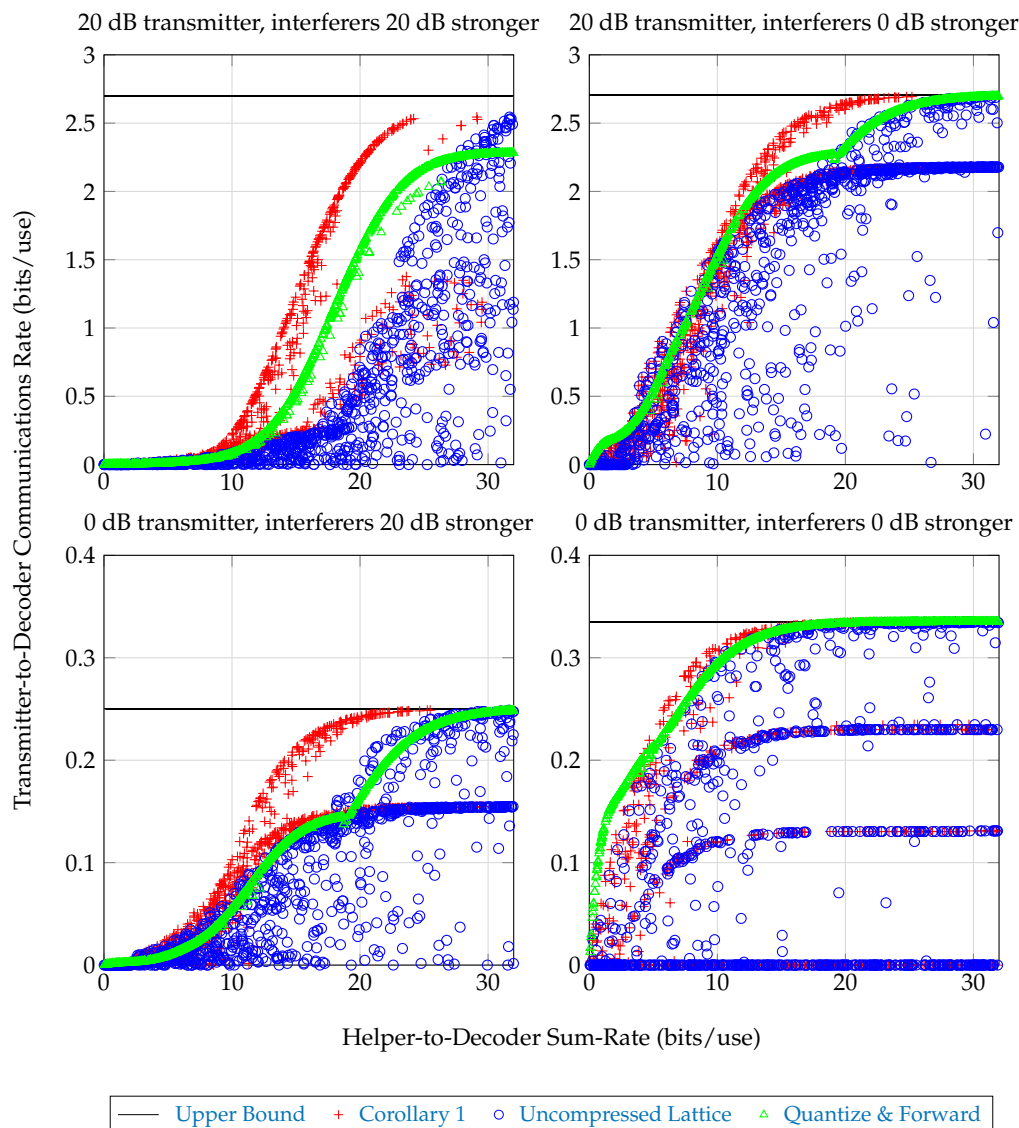 20 dB transmitter, interferers 20 dB stronger
20 dB transmitter, interferers 0 dB stronger
3
2.5
2
1.5
1
0.5
0
0 10 20 30
3
2.5
2
1.5
1
0.5
0
0 10 20 30
0 dB transmitter, interferers 20 dB stronger
0 dB transmitter, interferers 0 dB stronger
0.4
0.3
0.2
0.1
0
0 10 20 30
0.4
0.3
0.2
0.1
0
0 10 20 30
Transmitter-to-Decoder Communications Rate (bits/use)
Helper-to-Decoder Sum-Rate (bits/use)
Upper Bound Corollary 1 Uncompressed Lattice Quantize & Forward